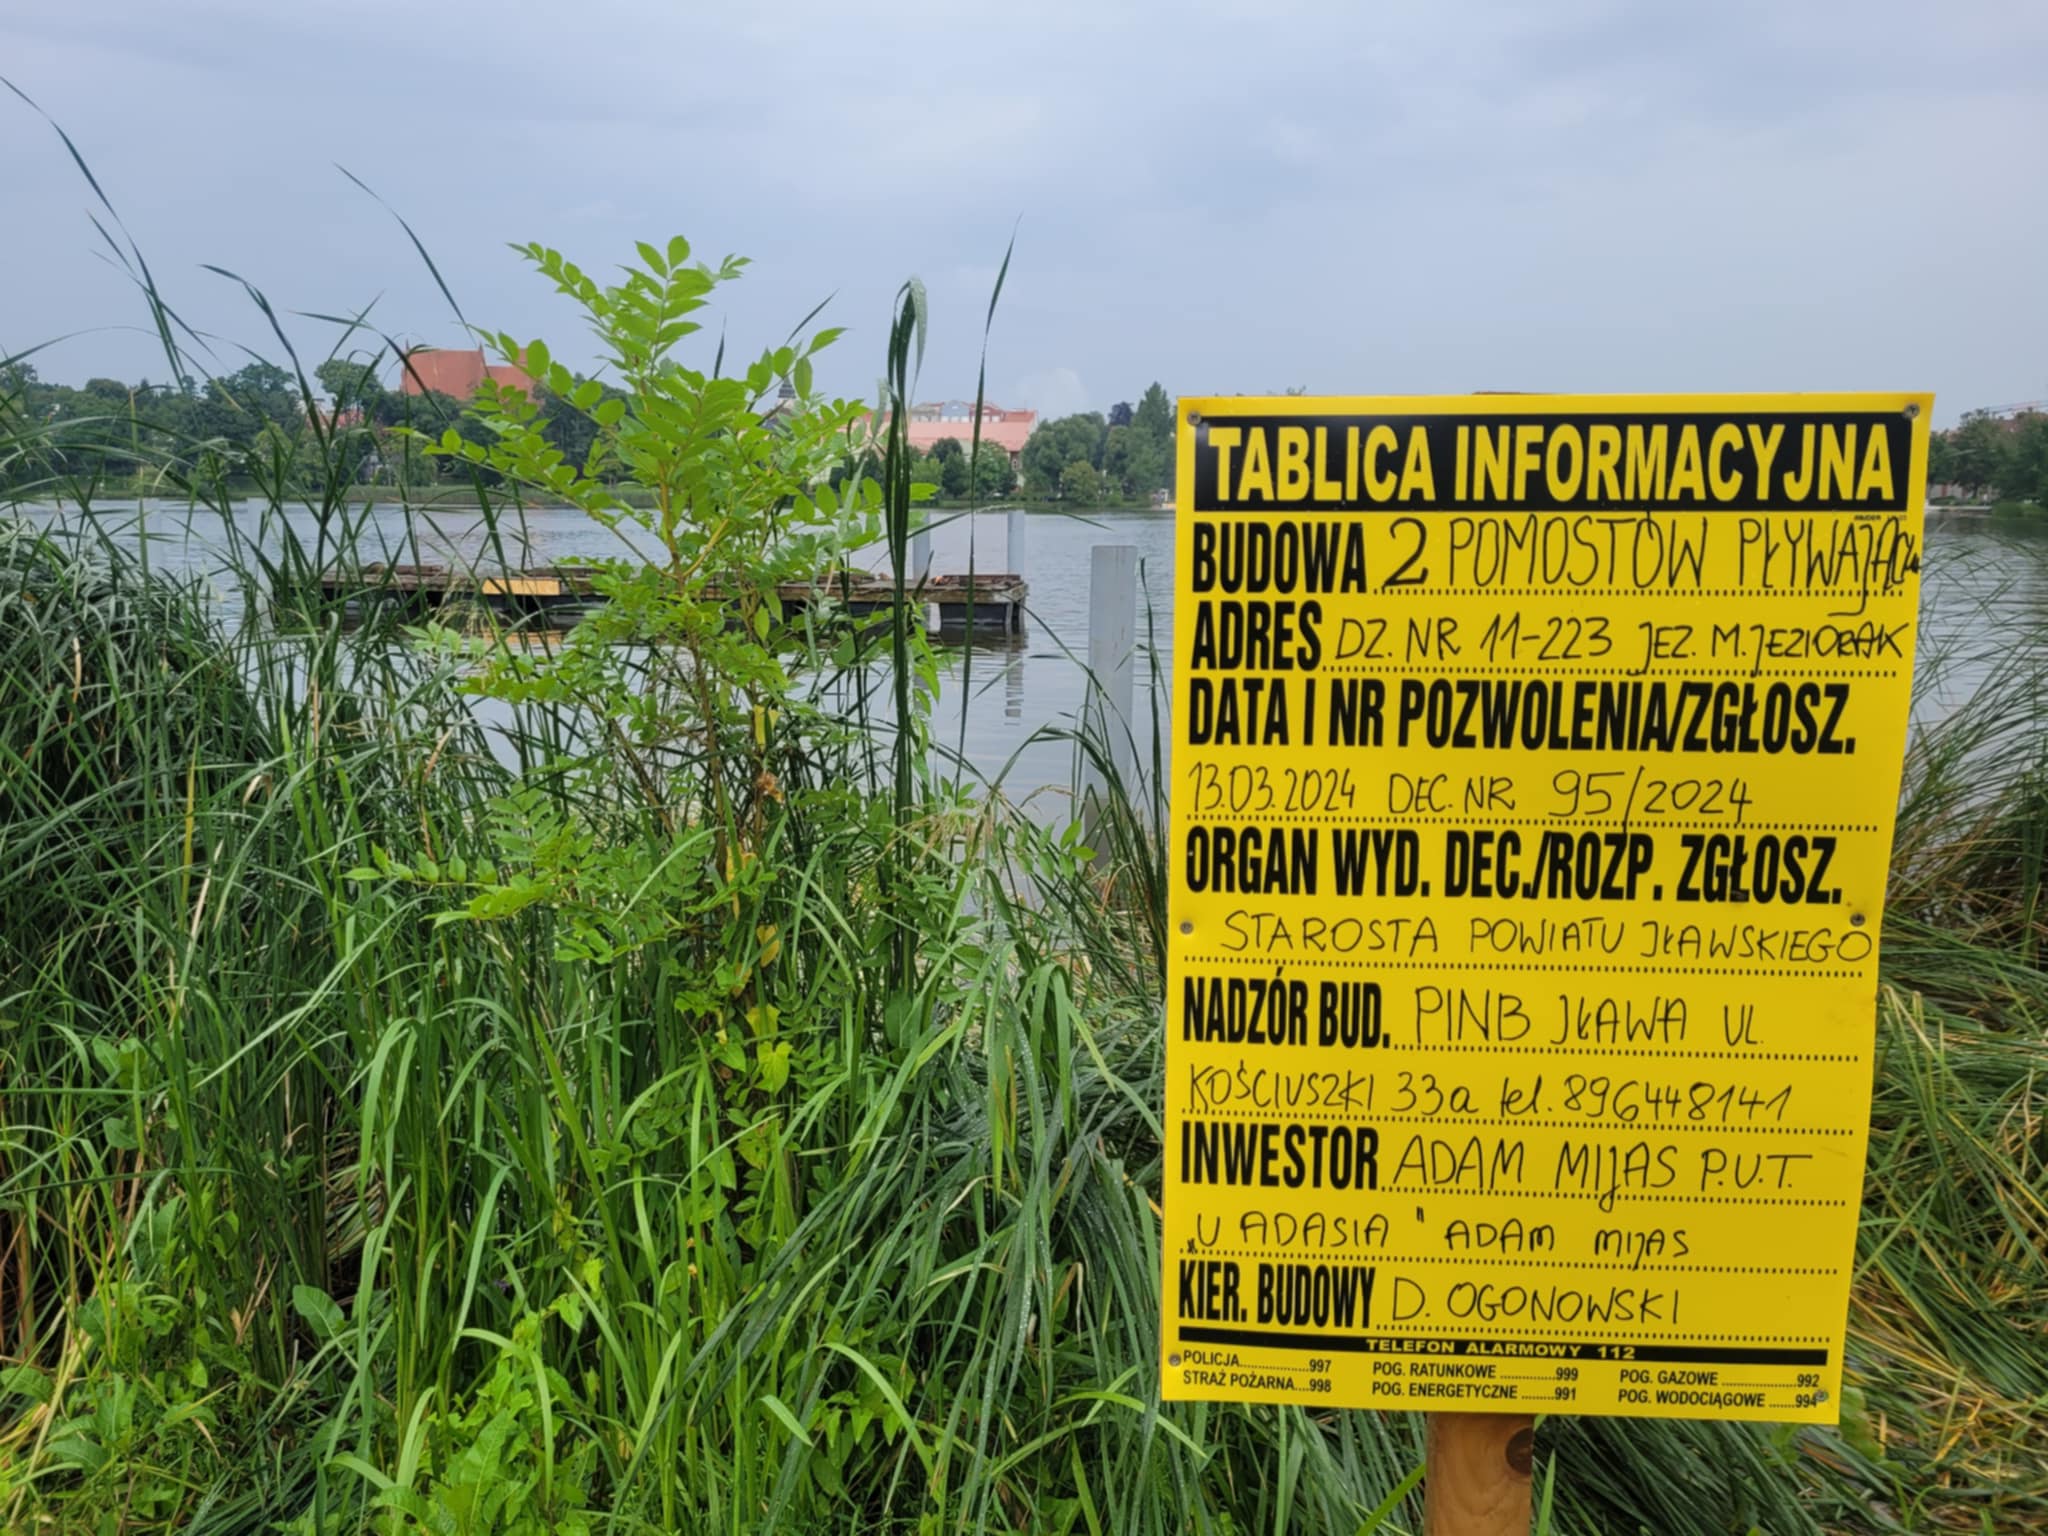 TABLICA INFORMACYJNA
BUDOWA 2 POMOSTÓW PŁYWAJĄCYCH
ADRES DZ. NR 11-223 JEZ. M. JEZIORAK
DATA I NR POZWOLENIA/ZGŁOSZ.
13.03.2024 DEC. NR 95/2024
ORGAN WYD. DEC./ROZP. ZGŁOSZ.
STAROSTA POWIATU IŁAWSKIEGO
NADZÓR BUD. PINB IŁAWA UL.
KOŚCIUSZKI 33a tel. 896448141
INWESTOR ADAM MIJAS P.U.T.
„U ADASIA" ADAM MIJAS
KIER. BUDOWY D. OGONOWSKI
TELEFON ALARMOWY 112
POLICJA....................997 POG. RATUNKOWE ...............999 POG. GAZOWE ....................992
STRAŻ POŻARNA....998 POG. ENERGETYCZNE .........991 POG. WODOCIĄGOWE .......994